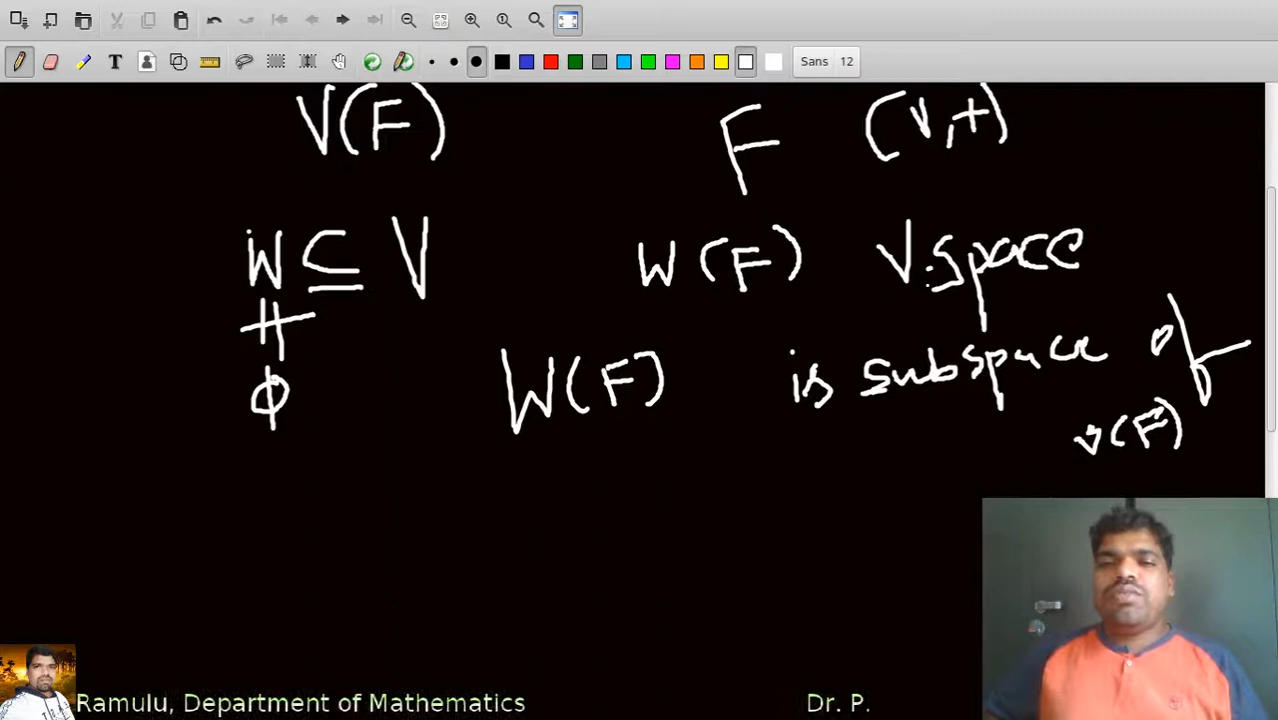 Sans 12
V(F) F (V,+)
W ⊆ V W(F) V.space
≠
ϕ W(F) is subspace of
V(F)
Ramulu, Department of Mathematics Dr. P.